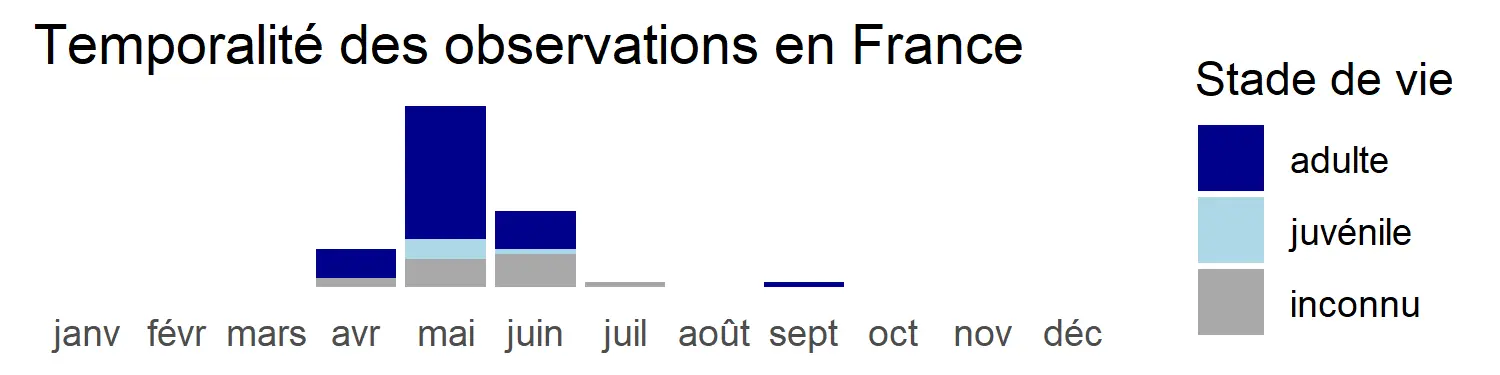 Temporalité des observations en France
Stade de vie
adulte
juvénile
inconnu
janv févr mars avr mai juin juil août sept oct nov déc